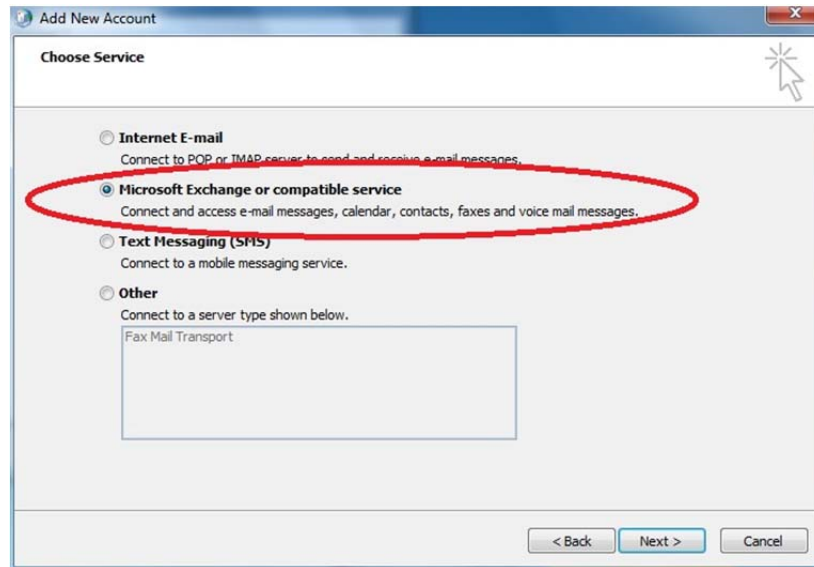 Add New Account
Choose Service
Internet E-mail
Connect to POP or IMAP server to send and receive e-mail messages.
Microsoft Exchange or compatible service
Connect and access e-mail messages, calendar, contacts, faxes and voice mail messages.
Text Messaging (SMS)
Connect to a mobile messaging service.
Other
Connect to a server type shown below.
Fax Mail Transport
< Back
Next >
Cancel